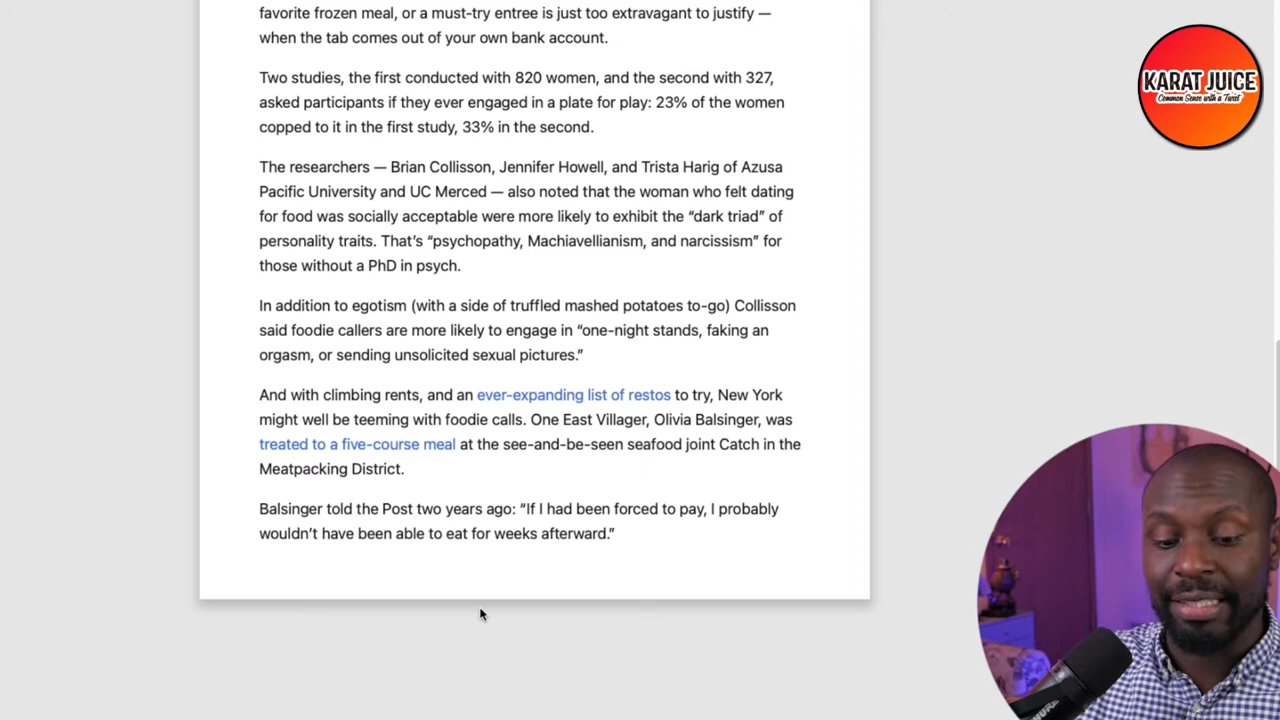 favorite frozen meal, or a must-try entree is just too extravagant to justify —
when the tab comes out of your own bank account.
Two studies, the first conducted with 820 women, and the second with 327,
asked participants if they ever engaged in a plate for play: 23% of the women
copped to it in the first study, 33% in the second.
The researchers — Brian Collisson, Jennifer Howell, and Trista Harig of Azusa
Pacific University and UC Merced — also noted that the woman who felt dating
for food was socially acceptable were more likely to exhibit the “dark triad” of
personality traits. That’s “psychopathy, Machiavellianism, and narcissism” for
those without a PhD in psych.
In addition to egotism (with a side of truffled mashed potatoes to-go) Collisson
said foodie callers are more likely to engage in “one-night stands, faking an
orgasm, or sending unsolicited sexual pictures.”
And with climbing rents, and an ever-expanding list of restos to try, New York
might well be teeming with foodie calls. One East Villager, Olivia Balsinger, was
treated to a five-course meal at the see-and-be-seen seafood joint Catch in the
Meatpacking District.
Balsinger told the Post two years ago: “If I had been forced to pay, I probably
wouldn’t have been able to eat for weeks afterward.”
KARAT JUICE
Common Sense with a Twist